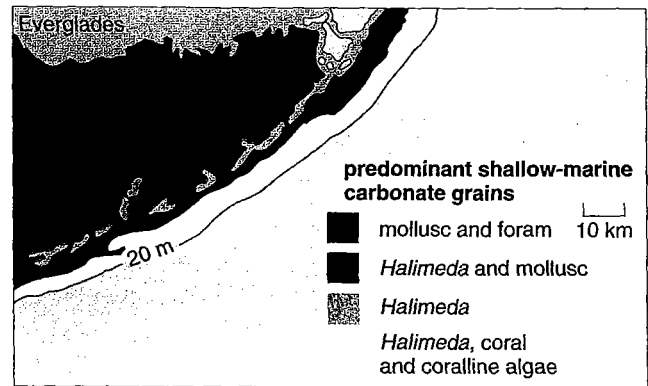 Everglades
predominant shallow-marine
carbonate grains
mollusc and foram
10 km
Halimeda and mollusc
20 m
Halimeda
Halimeda, coral
and coralline algae